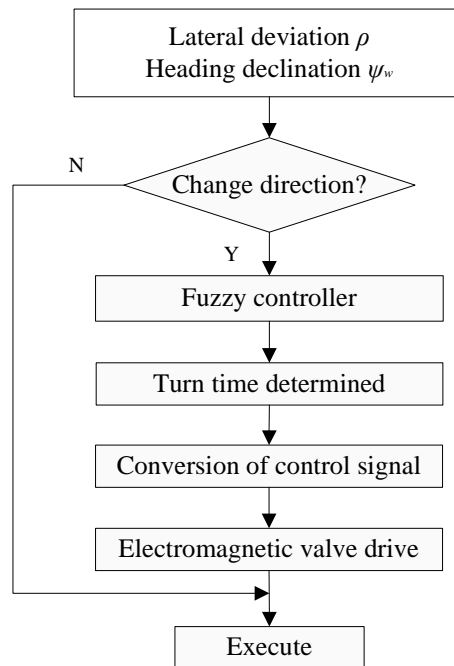 Lateral deviation ρ
Heading declination ψw
N
Change direction?
Y
Fuzzy controller
Turn time determined
Conversion of control signal
Electromagnetic valve drive
Execute